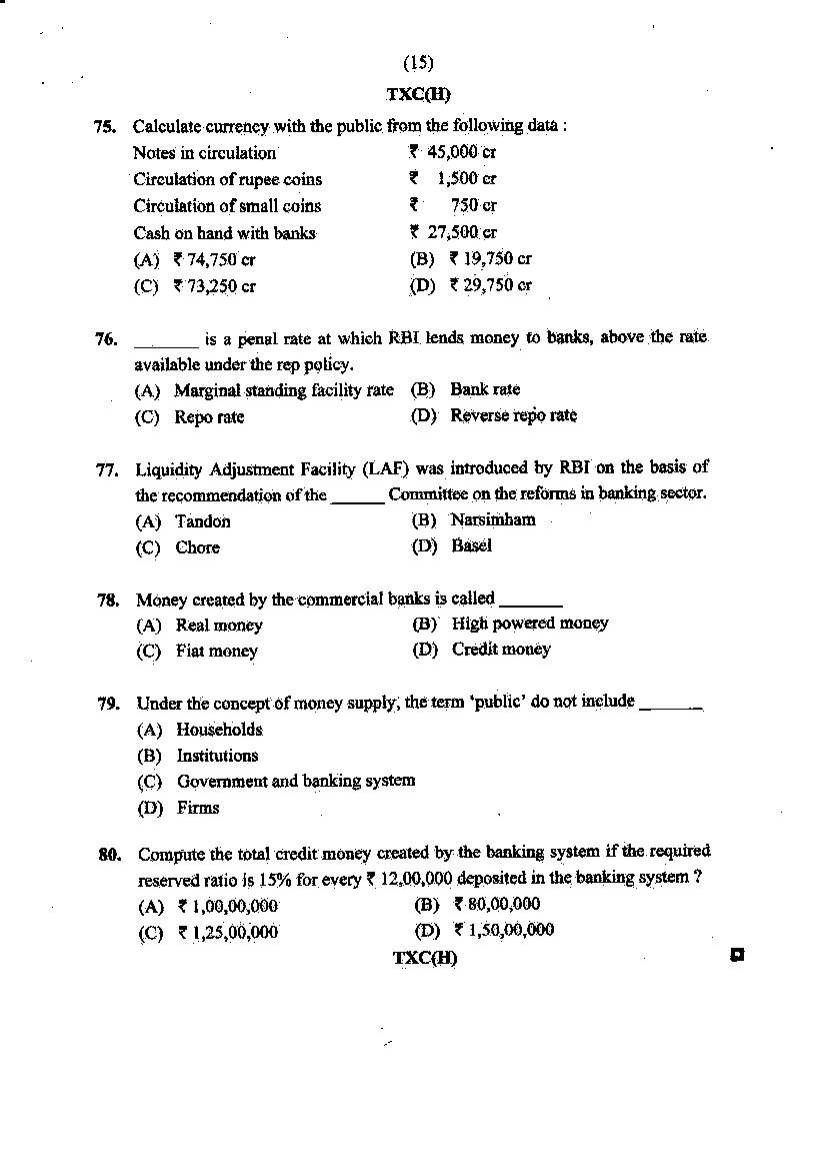 (15)
TXC(H)
75. Calculate currency with the public from the following data :
Notes in circulation ₹ 45,000 cr
Circulation of rupee coins ₹ 1,500 cr
Circulation of small coins ₹ 750 cr
Cash on hand with banks ₹ 27,500 cr
(A) ₹ 74,750 cr (B) ₹ 19,750 cr
(C) ₹ 73,250 cr (D) ₹ 29,750 cr
76. _______ is a penal rate at which RBI lends money to banks, above the rate
available under the rep policy.
(A) Marginal standing facility rate (B) Bank rate
(C) Repo rate (D) Reverse repo rate
77. Liquidity Adjustment Facility (LAF) was introduced by RBI on the basis of
the recommendation of the ______ Committee on the reforms in banking sector.
(A) Tandon (B) Narsimham
(C) Chore (D) Basel
78. Money created by the commercial banks is called _______
(A) Real money (B) High powered money
(C) Fiat money (D) Credit money
79. Under the concept of money supply, the term 'public' do not include _______
(A) Households
(B) Institutions
(C) Government and banking system
(D) Firms
80. Compute the total credit money created by the banking system if the required
reserved ratio is 15% for every ₹ 12,00,000 deposited in the banking system ?
(A) ₹ 1,00,00,000 (B) ₹ 80,00,000
(C) ₹ 1,25,00,000 (D) ₹ 1,50,00,000
TXC(H)